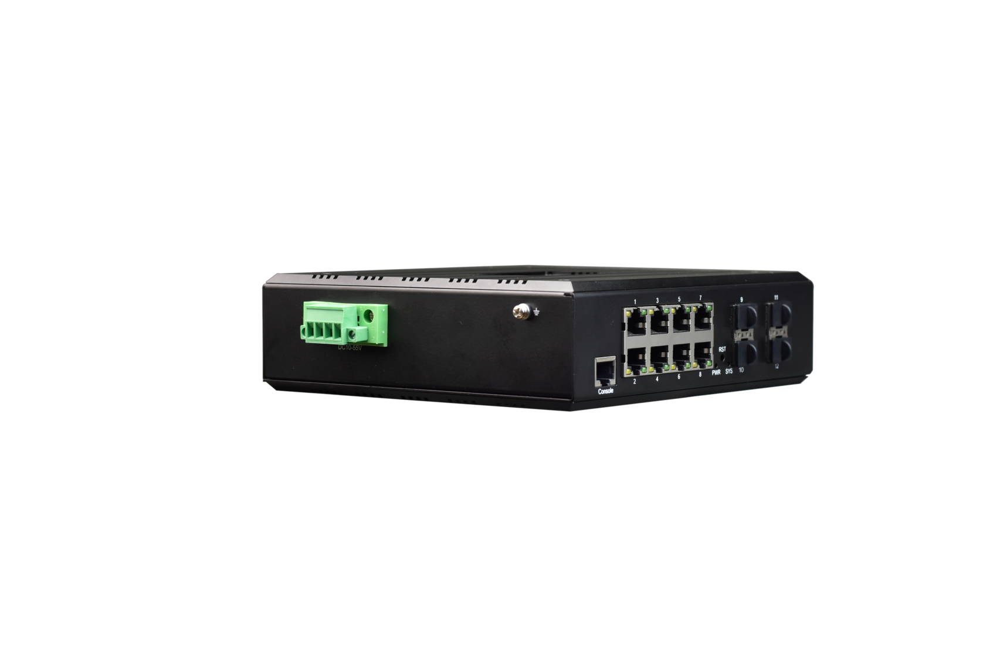 DC10-55V
1 3 5 7
9
11
RST
2 4 6 8
PWR SYS
10
12
Console